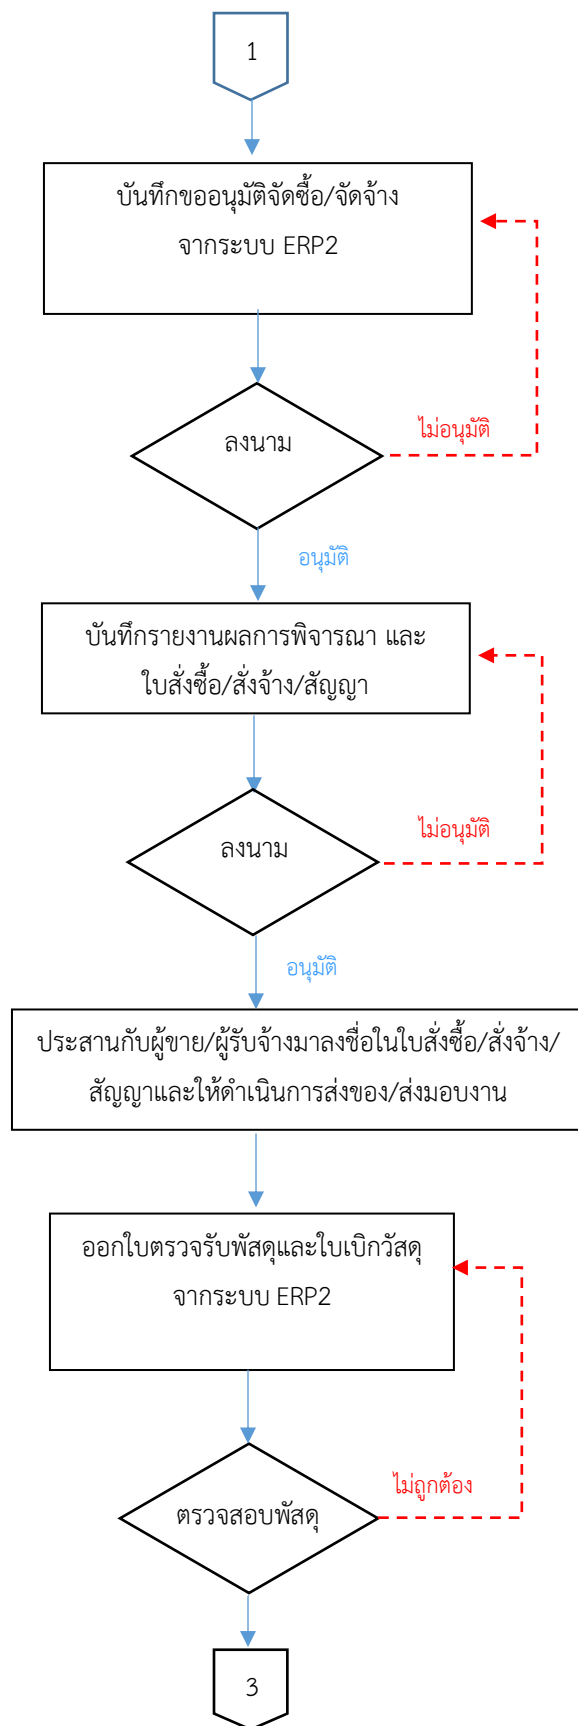 1
บันทึกขออนุมัติจัดซื้อ/จัดจ้าง
จากระบบ ERP2
ลงนาม
ไม่อนุมัติ
อนุมัติ
บันทึกรายงานผลการพิจารณา และ
ใบสั่งซื้อ/สั่งจ้าง/สัญญา
ลงนาม
ไม่อนุมัติ
อนุมัติ
ประสานกับผู้ขาย/ผู้รับจ้างมาลงชื่อในใบสั่งซื้อ/สั่งจ้าง/
สัญญาและให้ดำเนินการส่งของ/ส่งมอบงาน
ออกใบตรวจรับพัสดุและใบเบิกวัสดุ
จากระบบ ERP2
ไม่ถูกต้อง
ตรวจสอบพัสดุ
3